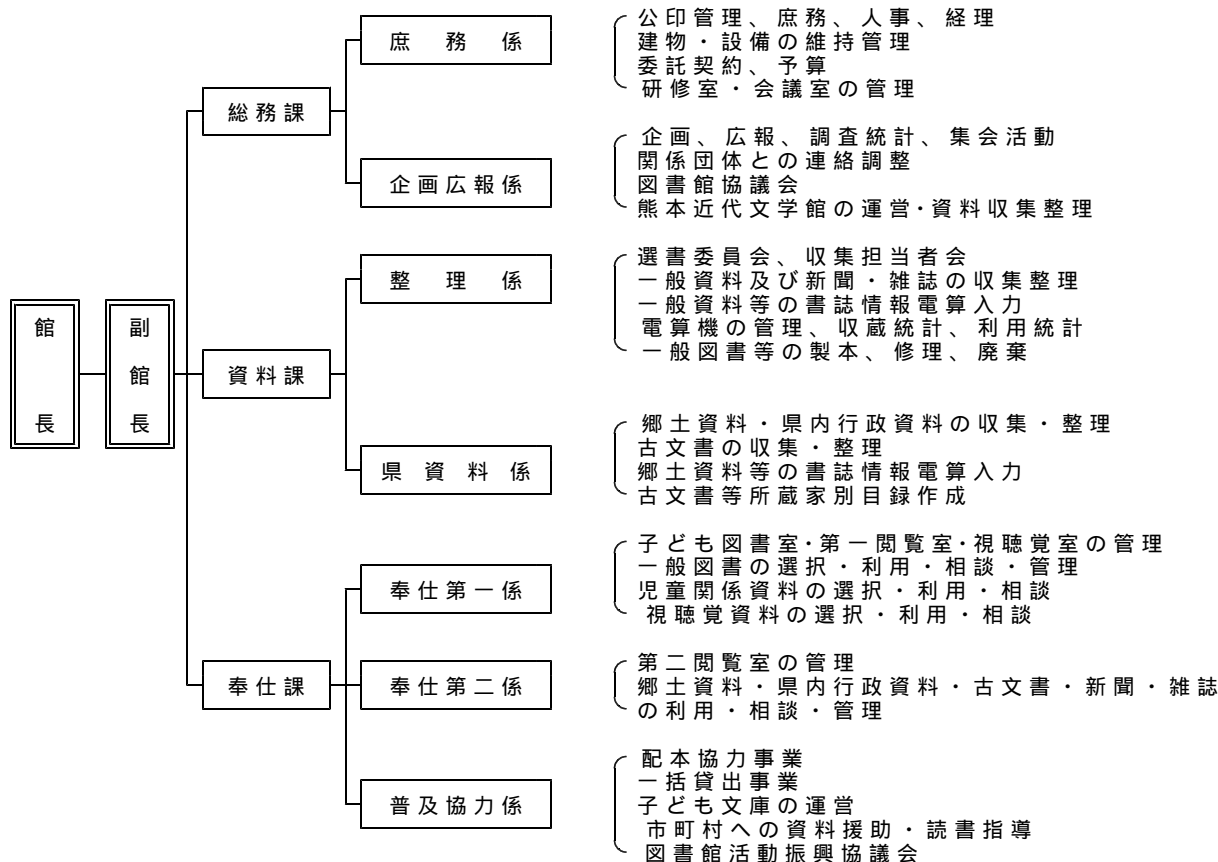 館長
副館長
総務課
庶務係
公印管理、庶務、人事、経理
建物・設備の維持管理
委託契約、予算
研修室・会議室の管理
企画広報係
企画、広報、調査統計、集会活動
関係団体との連絡調整
図書館協議会
熊本近代文学館の運営・資料収集整理
資料課
整理係
選書委員会、収集担当者会
一般資料及び新聞・雑誌の収集整理
一般資料等の書誌情報電算入力
電算機の管理、収蔵統計、利用統計
一般図書等の製本、修理、廃棄
県資料係
郷土資料・県内行政資料の収集・整理
古文書の収集・整理
郷土資料等の書誌情報電算入力
古文書等所蔵家別目録作成
奉仕課
奉仕第一係
子ども図書室・第一閲覧室・視聴覚室の管理
一般図書の選択・利用・相談・管理
児童関係資料の選択・利用・相談
視聴覚資料の選択・利用・相談
奉仕第二係
第二閲覧室の管理
郷土資料・県内行政資料・古文書・新聞・雑誌
の利用・相談・管理
普及協力係
配本協力事業
一括貸出事業
子ども文庫の運営
市町村への資料援助・読書指導
図書館活動振興協議会